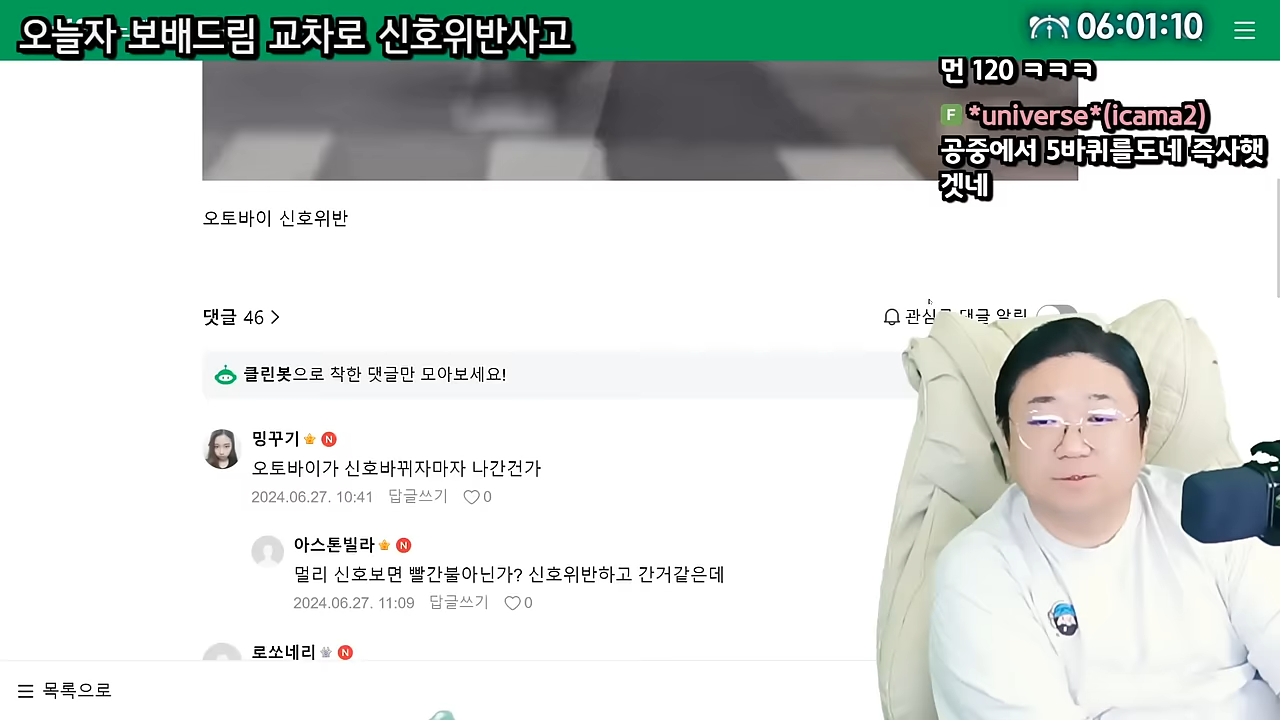 오늘자 보배드림 교차로 신호위반사고
06:01:10
먼 120 ㅋㅋㅋ
F *universe*(icama2)
공중에서 5바퀴를도네 즉사햇
겟네
오토바이 신호위반
댓글 46
관심글 댓글 알림
클린봇으로 착한 댓글만 모아보세요!
밍꾸기 N
오토바이가 신호바뀌자마자 나간건가
2024.06.27. 10:41 답글쓰기 0
아스톤빌라 N
멀리 신호보면 빨간불아닌가? 신호위반하고 간거같은데
2024.06.27. 11:09 답글쓰기 0
로쏘네리 N
목록으로